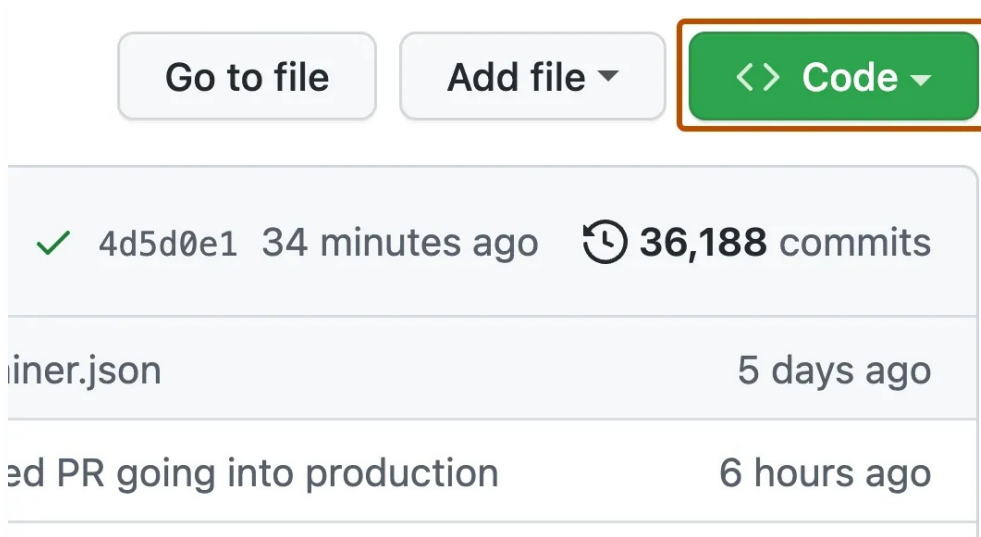 Go to file Add file <> Code
4d5d0e1 34 minutes ago 36,188 commits
iner.json 5 days ago
ed PR going into production 6 hours ago